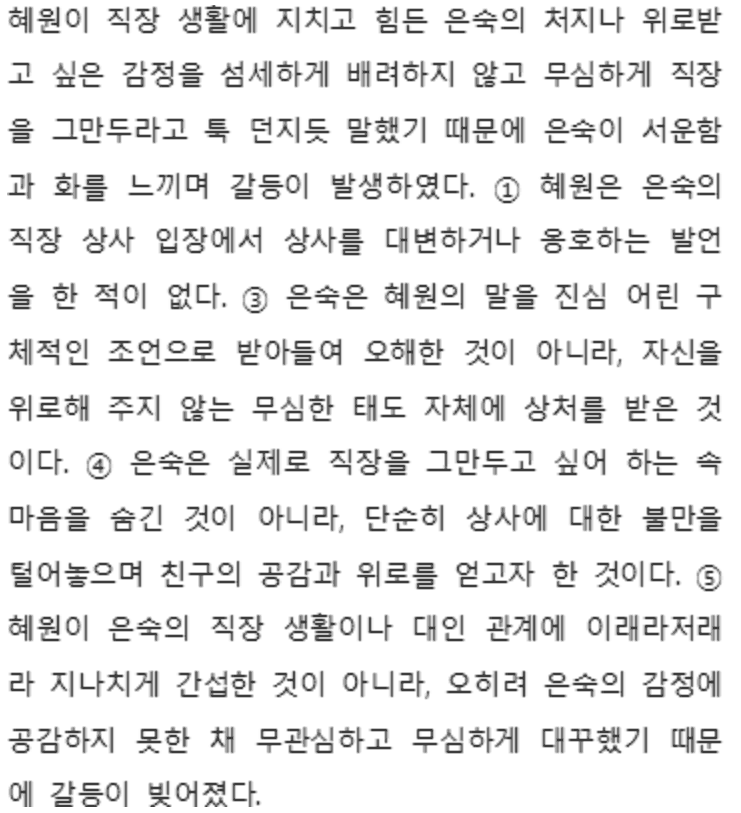 혜원이 직장 생활에 지치고 힘든 은숙의 처지나 위로받
고 싶은 감정을 섬세하게 배려하지 않고 무심하게 직장
을 그만두라고 툭 던지듯 말했기 때문에 은숙이 서운함
과 화를 느끼며 갈등이 발생하였다. ① 혜원은 은숙의
직장 상사 입장에서 상사를 대변하거나 옹호하는 발언
을 한 적이 없다. ③ 은숙은 혜원의 말을 진심 어린 구
체적인 조언으로 받아들여 오해한 것이 아니라, 자신을
위로해 주지 않는 무심한 태도 자체에 상처를 받은 것
이다. ④ 은숙은 실제로 직장을 그만두고 싶어 하는 속
마음을 숨긴 것이 아니라, 단순히 상사에 대한 불만을
털어놓으며 친구의 공감과 위로를 얻고자 한 것이다. ⑤
혜원이 은숙의 직장 생활이나 대인 관계에 이래라저래
라 지나치게 간섭한 것이 아니라, 오히려 은숙의 감정에
공감하지 못한 채 무관심하고 무심하게 대꾸했기 때문
에 갈등이 빚어졌다.